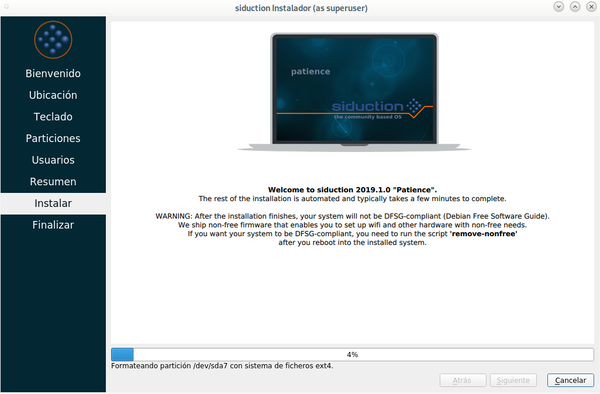 siduction Instalador (as superuser)
Bienvenido
Ubicación
Teclado
Particiones
Usuarios
Resumen
Instalar
Finalizar
patience
siduction
the community based OS
Welcome to siduction 2019.1.0 "Patience".
The rest of the installation is automated and typically takes a few minutes to complete.
WARNING: After the installation finishes, your system will not be DFSG-compliant (Debian Free Software Guide).
We ship non-free firmware that enables you to set up wifi and other hardware with non-free needs.
If you want your system to be DFSG-compliant, you need to run the script 'remove-nonfree'
after you reboot into the installed system.
4%
Formateando partición /dev/sda7 con sistema de ficheros ext4.
Atrás
Siguiente
Cancelar